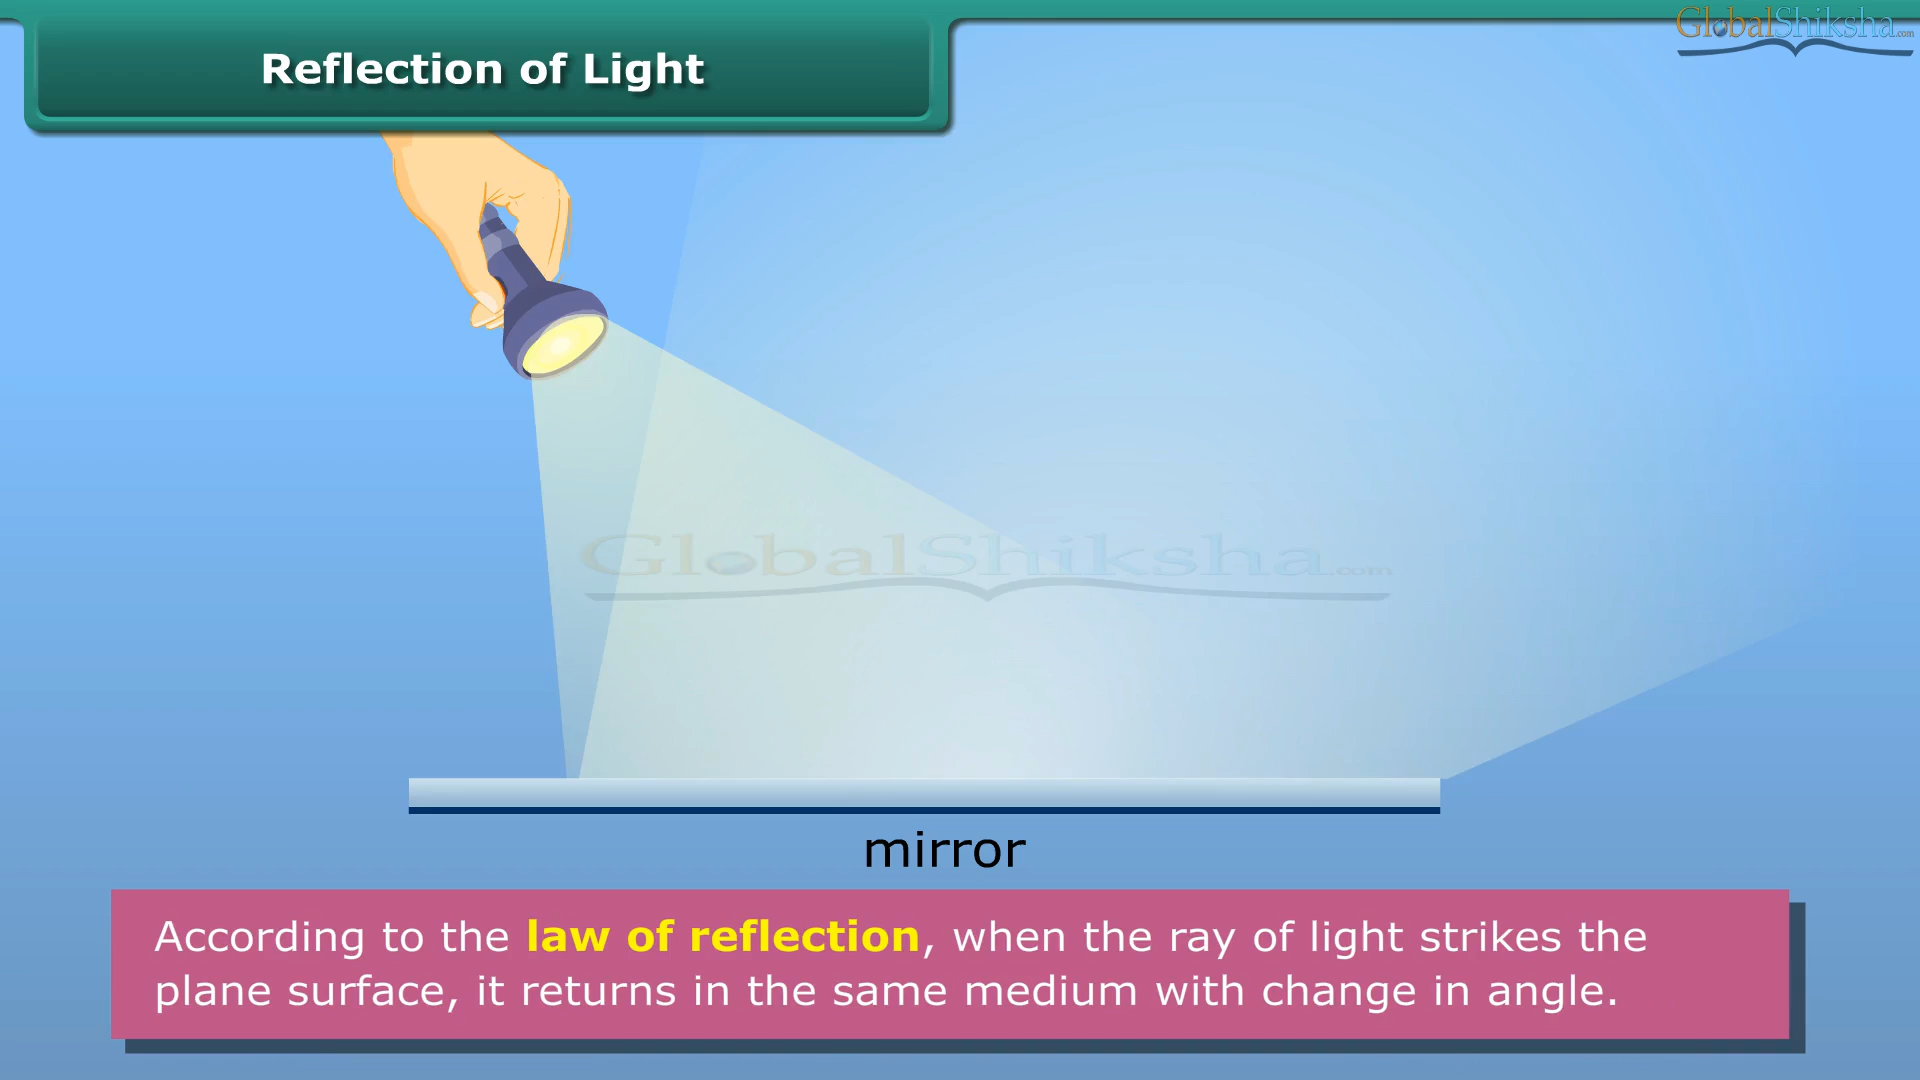 Reflection of Light
GlobalShiksha.com
GlobalShiksha.com
mirror
According to the law of reflection, when the ray of light strikes the
plane surface, it returns in the same medium with change in angle.